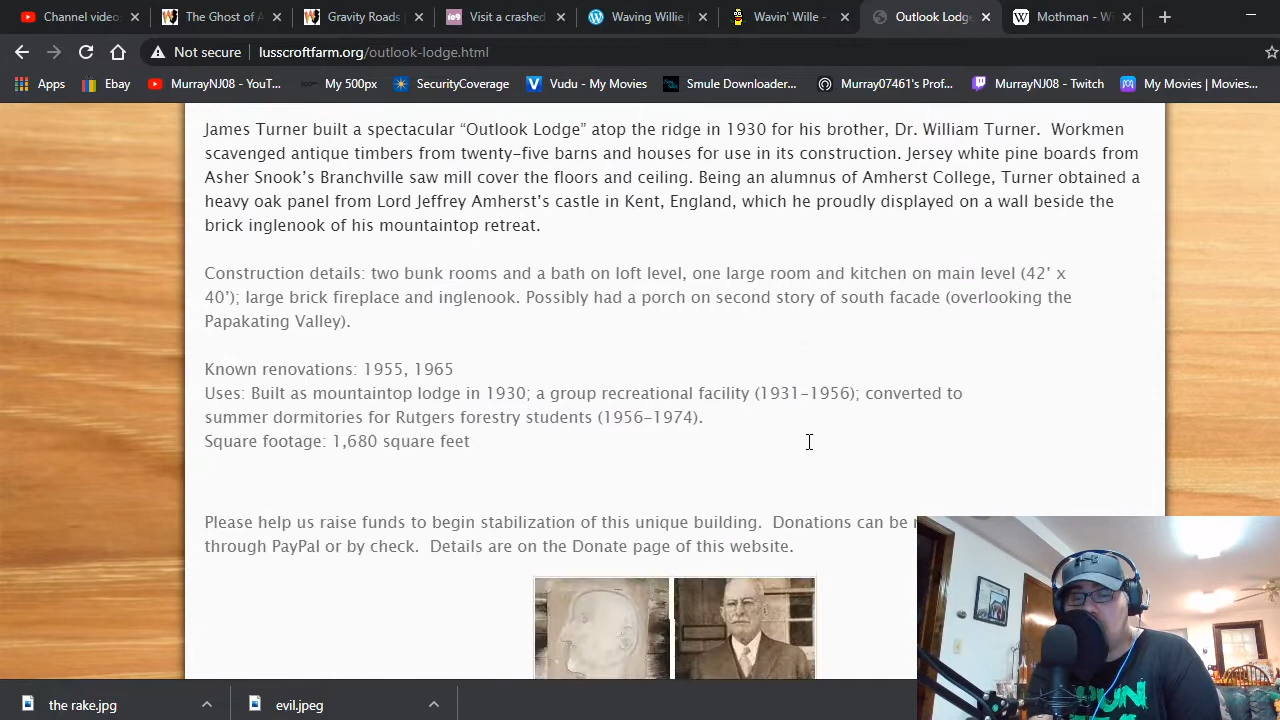 Channel video
The Ghost of A
Gravity Roads
io9
Visit a crashed
Waving Willie
Wavin' Wille -
Outlook Lodg
W
Mothman - Wi
Not secure
lusscroftfarm.org/outlook-lodge.html
Apps
Ebay
MurrayNJ08 - YouT...
My 500px
SecurityCoverage
V
Vudu - My Movies
Smule Downloader...
Murray07461's Prof...
MurrayNJ08 - Twitch
My Movies | Movies...
James Turner built a spectacular “Outlook Lodge” atop the ridge in 1930 for his brother, Dr. William Turner. Workmen
scavenged antique timbers from twenty-five barns and houses for use in its construction. Jersey white pine boards from
Asher Snook’s Branchville saw mill cover the floors and ceiling. Being an alumnus of Amherst College, Turner obtained a
heavy oak panel from Lord Jeffrey Amherst’s castle in Kent, England, which he proudly displayed on a wall beside the
brick inglenook of his mountaintop retreat.
Construction details: two bunk rooms and a bath on loft level, one large room and kitchen on main level (42’ x
40’); large brick fireplace and inglenook. Possibly had a porch on second story of south facade (overlooking the
Papakating Valley).
Known renovations: 1955, 1965
Uses: Built as mountaintop lodge in 1930; a group recreational facility (1931-1956); converted to
summer dormitories for Rutgers forestry students (1956-1974).
Square footage: 1,680 square feet
Please help us raise funds to begin stabilization of this unique building. Donations can be
through PayPal or by check. Details are on the Donate page of this website.
the rake.jpg
evil.jpeg